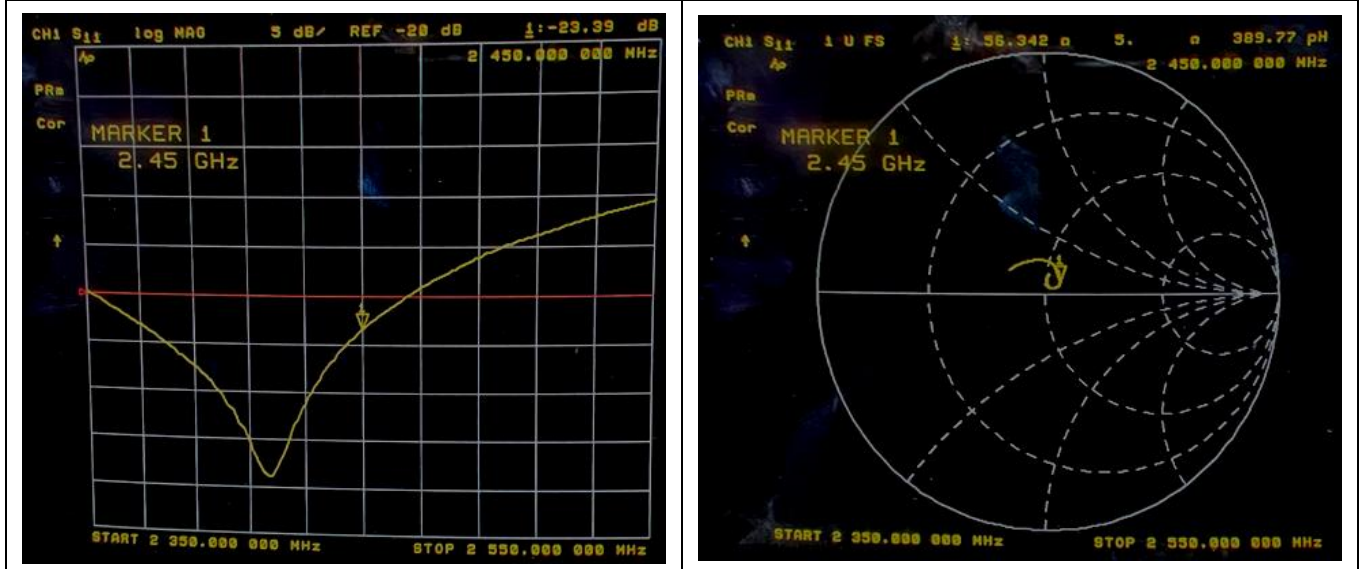 CH1 S11 log MAG 5 dB/ REF -20 dB 1:-23.39 dB
2 450.000 000 MHz
PRm
Cor
MARKER 1
2.45 GHz
START 2 350.000 000 MHz STOP 2 550.000 000 MHz
CH1 S11 1 U FS 1: 56.342 Ω 5. Ω 389.77 pH
2 450.000 000 MHz
PRm
Cor
MARKER 1
2.45 GHz
START 2 350.000 000 MHz STOP 2 550.000 000 MHz